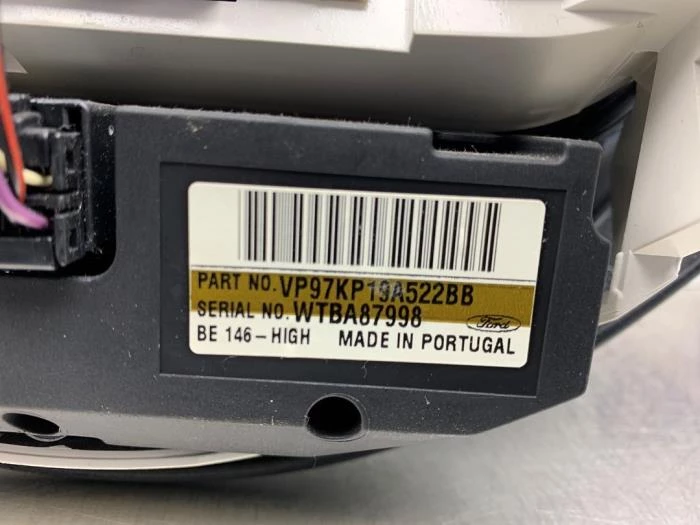 PART NO. VP97KP19A522BB
SERIAL NO. WTBA87998
Ford
BE 146-HIGH MADE IN PORTUGAL